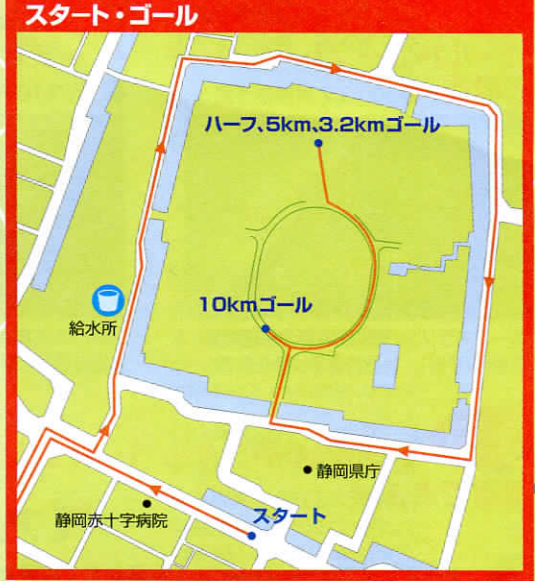 スタート・ゴール
ハーフ、5km、3.2kmゴール
10kmゴール
給水所
静岡県庁
静岡赤十字病院
スタート